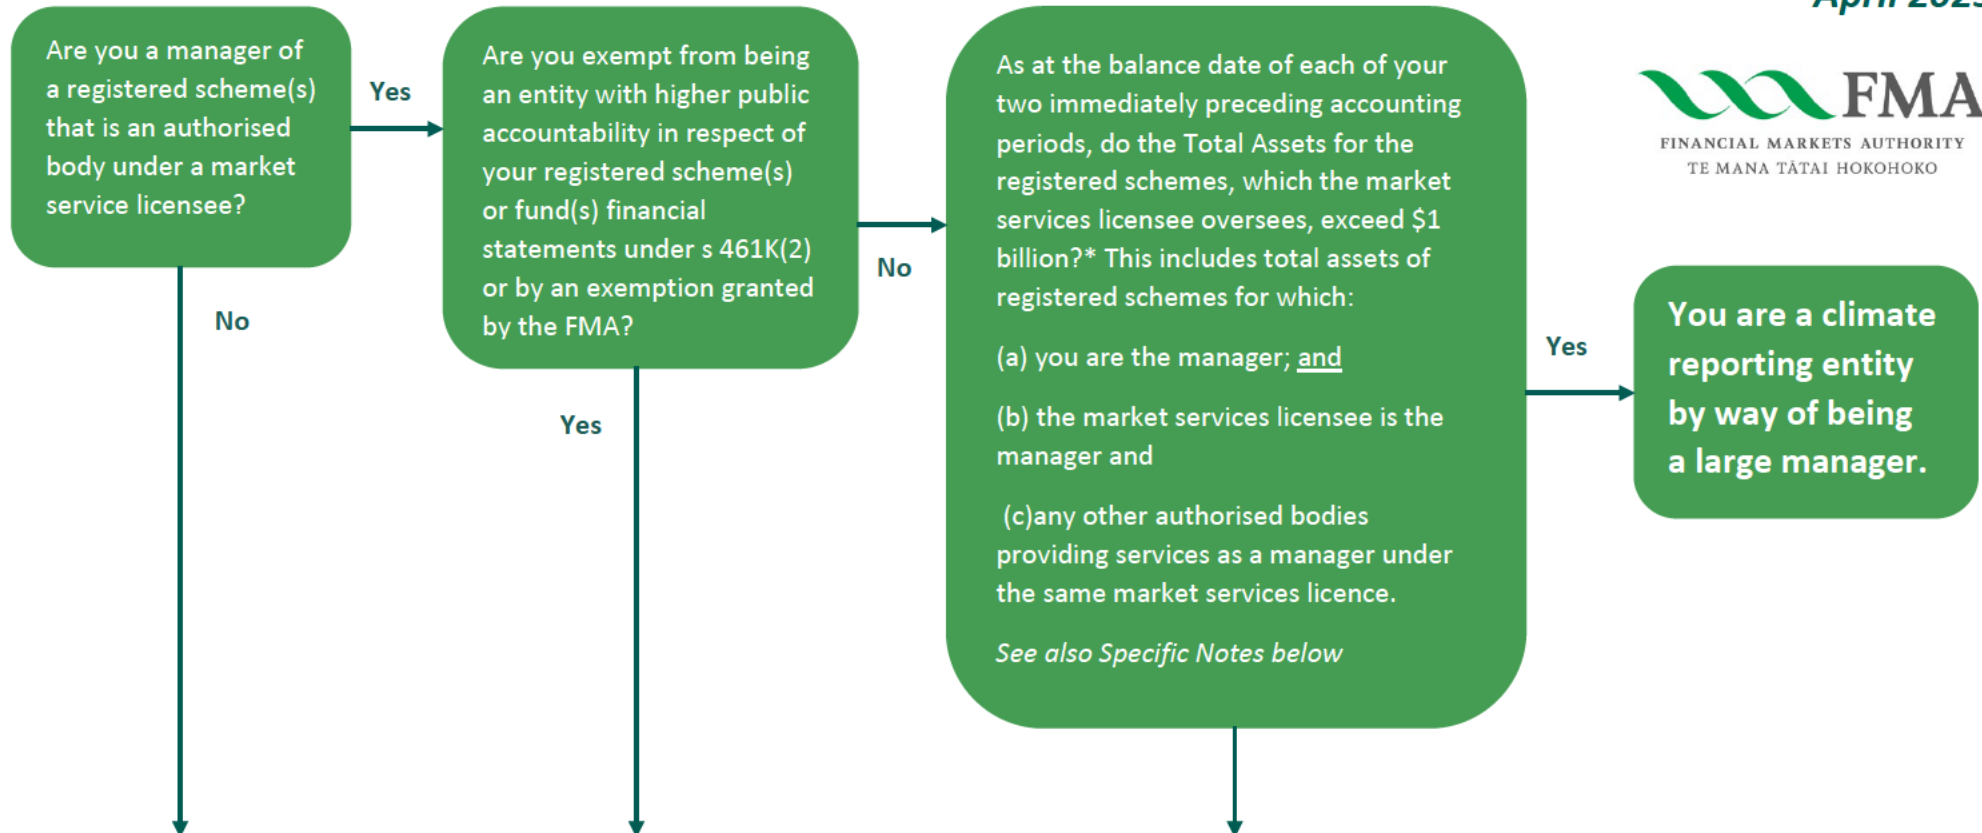 Are you a manager of
a registered scheme(s)
that is an authorised
body under a market
service licensee?
Yes
No
Are you exempt from being
an entity with higher public
accountability in respect of
your registered scheme(s)
or fund(s) financial
statements under s 461K(2)
or by an exemption granted
by the FMA?
No
Yes
As at the balance date of each of your
two immediately preceding accounting
periods, do the Total Assets for the
registered schemes, which the market
services licensee oversees, exceed $1
billion?* This includes total assets of
registered schemes for which:
(a) you are the manager; and
(b) the market services licensee is the
manager and
(c)any other authorised bodies
providing services as a manager under
the same market services licence.
See also Specific Notes below
Yes
April
FMA
FINANCIAL MARKETS AUTHORITY
TE MANA TĀTAI HOKOHOKO
You are a climate
reporting entity
by way of being
a large manager.